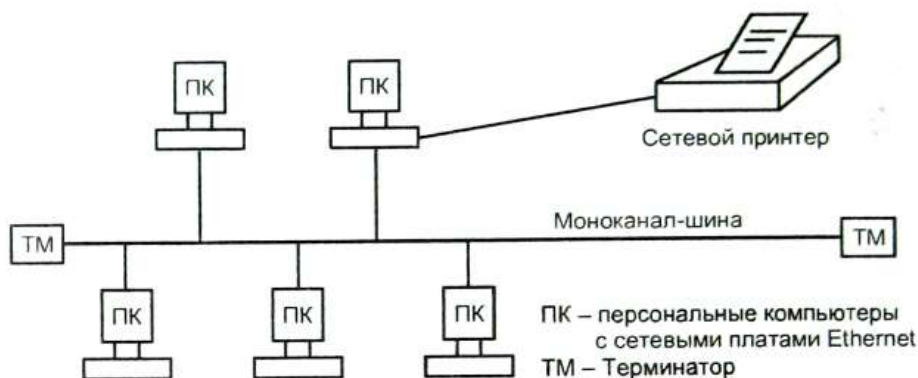 ПК
ПК
Сетевой принтер
Моноканал-шина
ТМ
ТМ
ПК
ПК
ПК
ПК – персональные компьютеры
с сетевыми платами Ethernet
ТМ – Терминатор